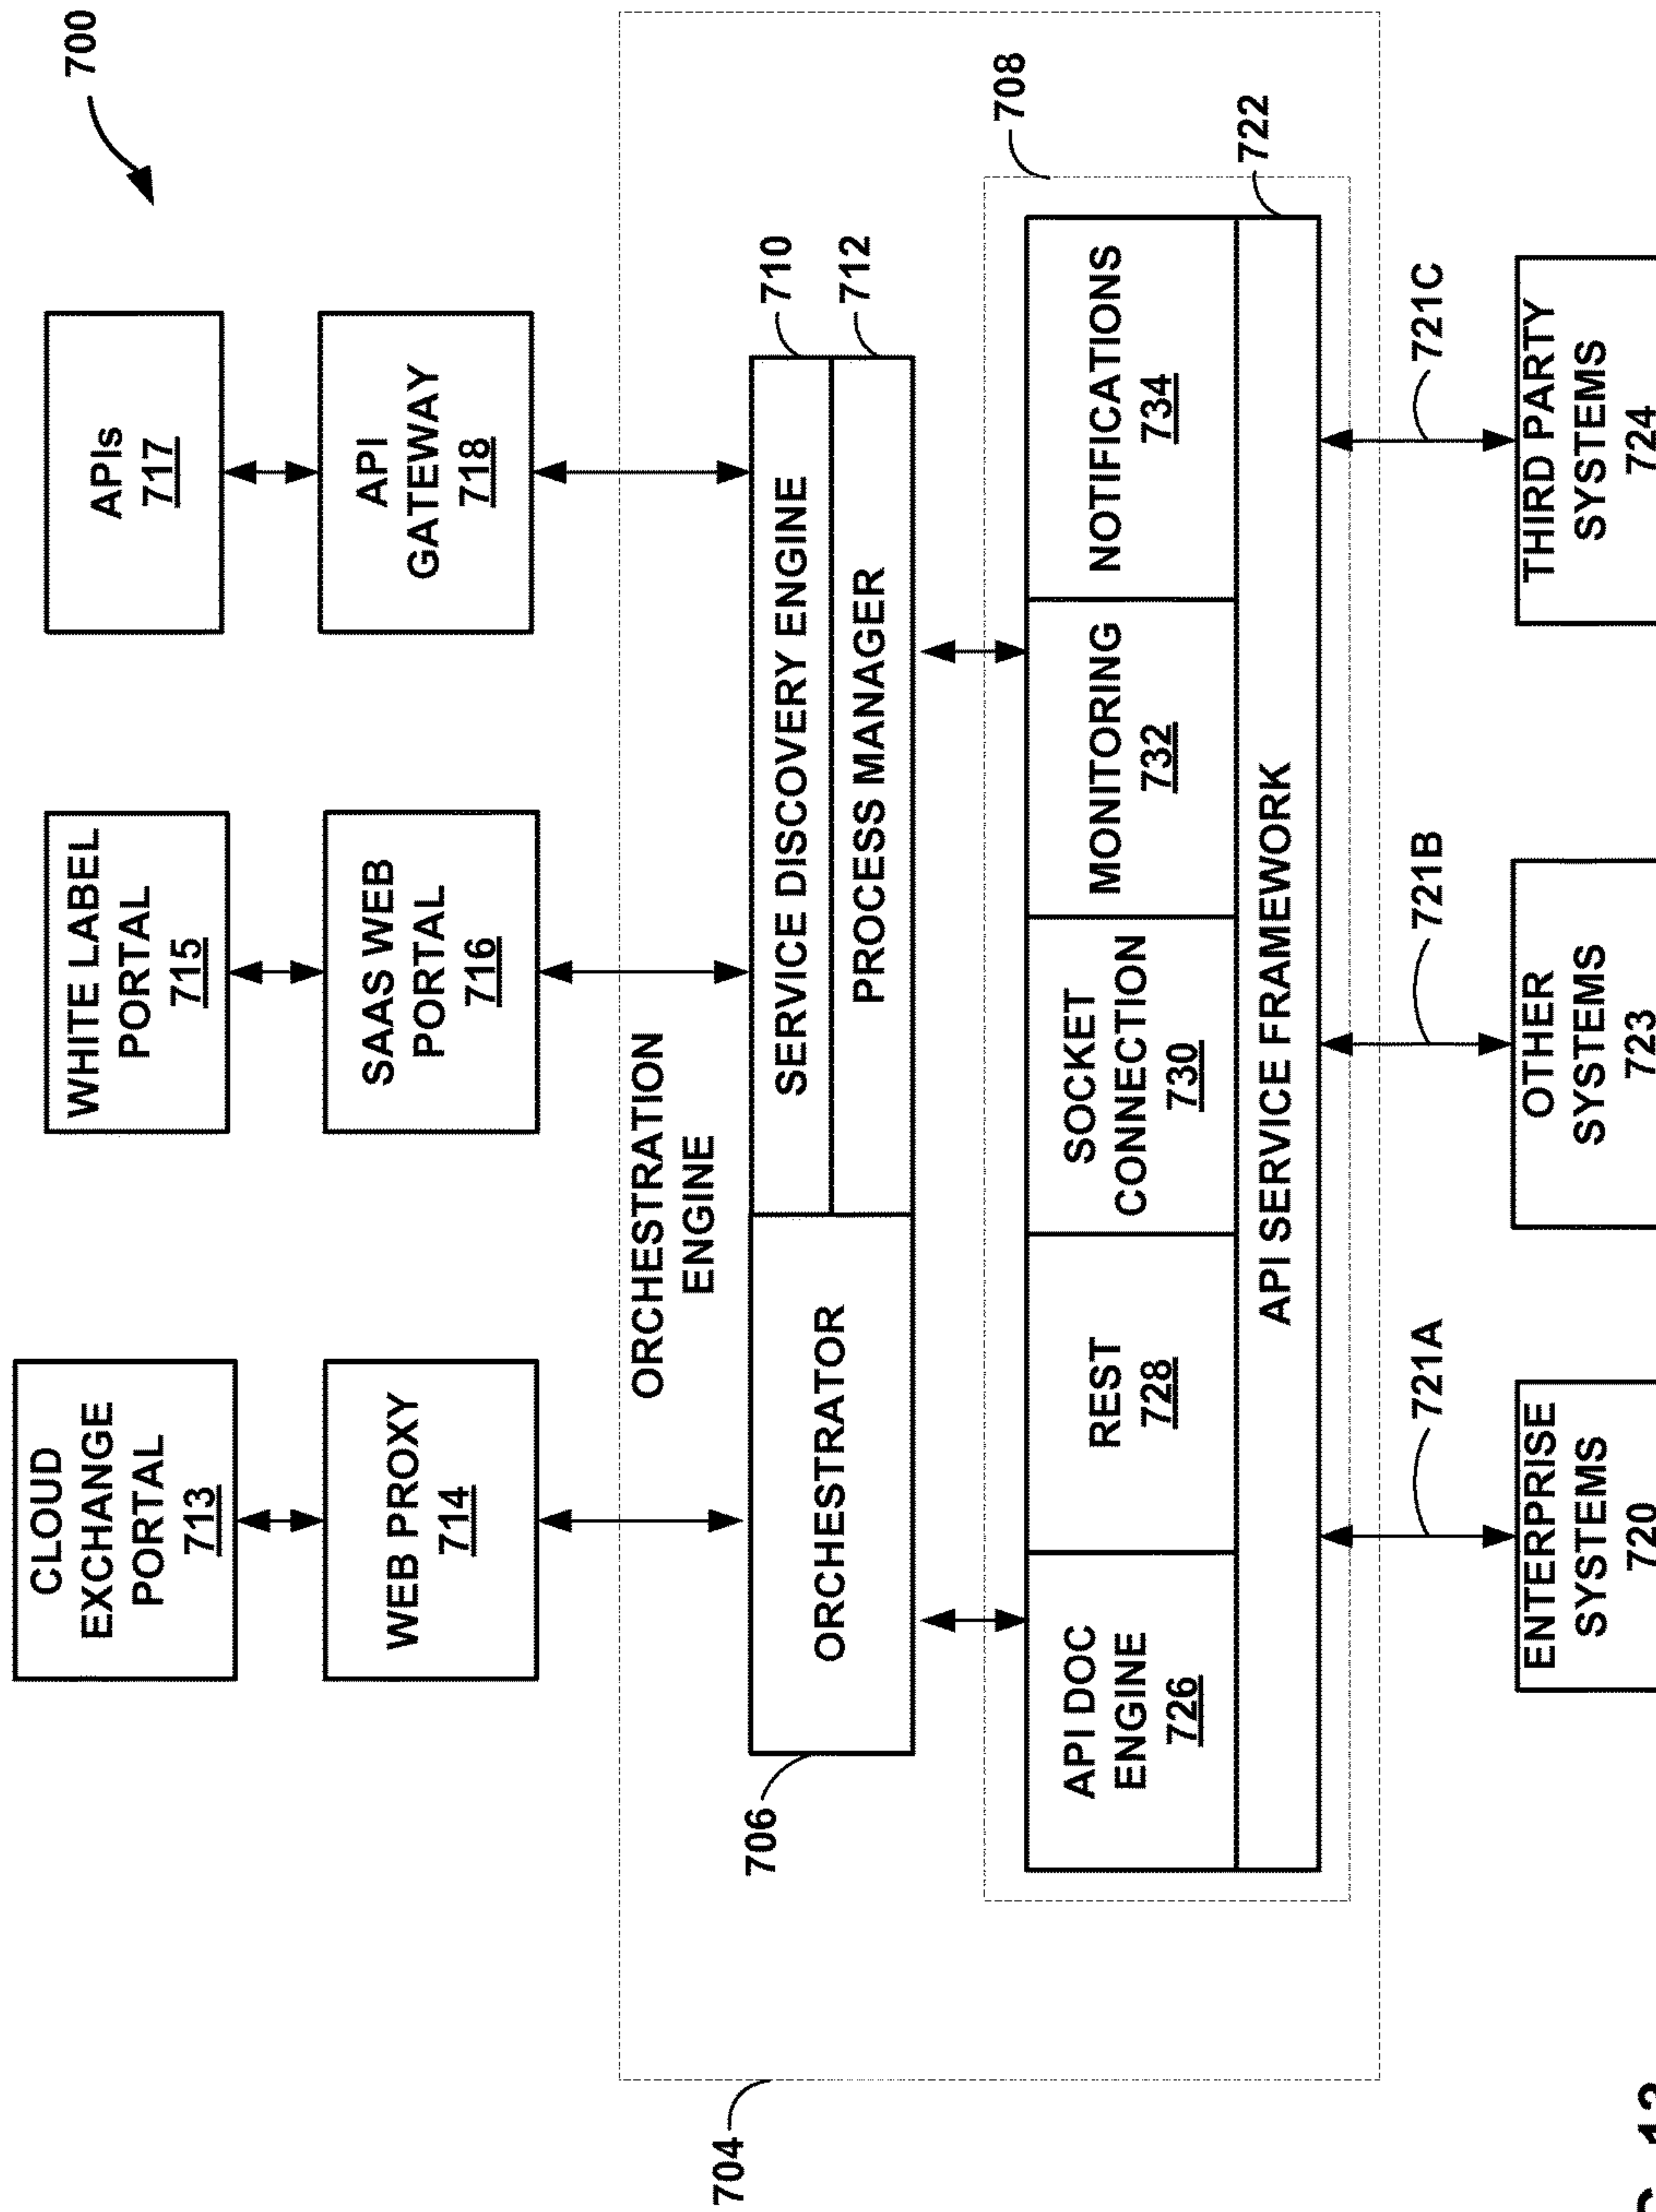 700
CLOUD
EXCHANGE
PORTAL
713
WHITE LABEL
PORTAL
715
APIs
717
WEB PROXY
714
SAAS WEB
PORTAL
716
API
GATEWAY
718
ORCHESTRATION
ENGINE
704
706
ORCHESTRATOR
SERVICE DISCOVERY ENGINE
710
PROCESS MANAGER
712
708
API DOC
ENGINE
726
REST
728
SOCKET
CONNECTION
730
MONITORING
732
NOTIFICATIONS
734
API SERVICE FRAMEWORK
722
721A
721B
721C
ENTERPRISE
SYSTEMS
720
OTHER
SYSTEMS
723
THIRD PARTY
SYSTEMS
724